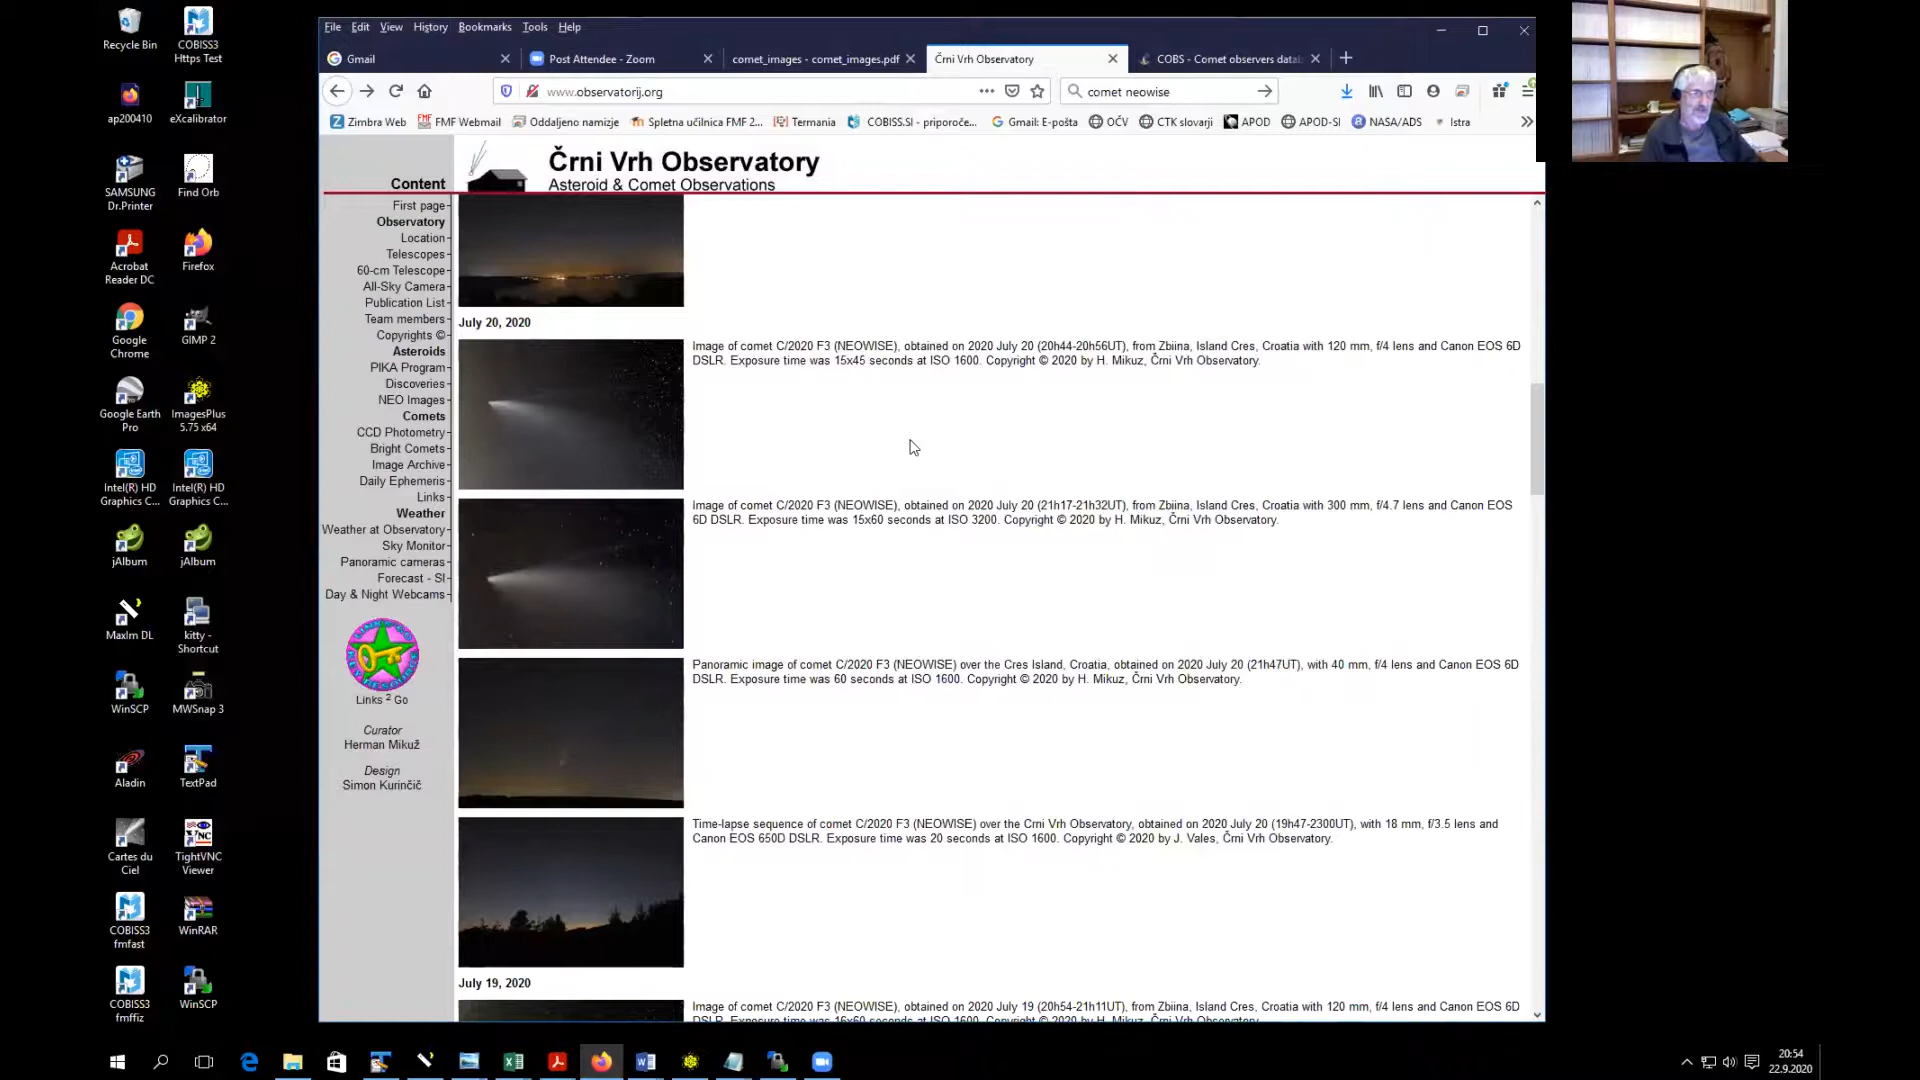 Recycle Bin
COBISS3
Https Test
ap200410
eXcalibrator
SAMSUNG
Dr.Printer
Find Orb
Acrobat
Reader DC
Firefox
Google
Chrome
GIMP 2
Google Earth
Pro
ImagesPlus
5.75 x64
Intel(R) HD
Graphics C...
Intel(R) HD
Graphics C...
jAlbum
jAlbum
MaxIm DL
kitty -
Shortcut
WinSCP
MWSnap 3
Aladin
TextPad
Cartes du
Ciel
TightVNC
Viewer
COBISS3
fmfast
WinRAR
COBISS3
fmffiz
WinSCP
File Edit View History Bookmarks Tools Help
Gmail
Post Attendee - Zoom
comet_images - comet_images.pdf
Črni Vrh Observatory
COBS - Comet observers data
www.observatorij.org
comet neowise
Zimbra Web
FMF Webmail
Oddaljeno namizje
Spletna učilnica FMF 2...
Termania
COBISS.SI - priporoče...
Gmail: E-pošta
OČV
CTK slovarji
APOD
APOD-SI
NASA/ADS
Istra
Črni Vrh Observatory
Asteroid & Comet Observations
Content
First page
Observatory
Location
Telescopes
60-cm Telescope
All-Sky Camera
Publication List
Team members
Copyrights ©
Asteroids
PIKA Program
Discoveries
NEO Images
Comets
CCD Photometry
Bright Comets
Image Archive
Daily Ephemeris
Links
Weather
Weather at Observatory
Sky Monitor
Panoramic cameras
Forecast - SI
Day & Night Webcams
Links 2 Go
Curator
Herman Mikuž
Design
Simon Kurinčič
July 20, 2020
Image of comet C/2020 F3 (NEOWISE), obtained on 2020 July 20 (20h44-20h56UT), from Zbiina, Island Cres, Croatia with 120 mm, f/4 lens and Canon EOS 6D
DSLR. Exposure time was 15x45 seconds at ISO 1600. Copyright © 2020 by H. Mikuz, Črni Vrh Observatory.
Image of comet C/2020 F3 (NEOWISE), obtained on 2020 July 20 (21h17-21h32UT), from Zbiina, Island Cres, Croatia with 300 mm, f/4.7 lens and Canon EOS
6D DSLR. Exposure time was 15x60 seconds at ISO 3200. Copyright © 2020 by H. Mikuz, Črni Vrh Observatory.
Panoramic image of comet C/2020 F3 (NEOWISE) over the Cres Island, Croatia, obtained on 2020 July 20 (21h47UT), with 40 mm, f/4 lens and Canon EOS 6D
DSLR. Exposure time was 60 seconds at ISO 1600. Copyright © 2020 by H. Mikuz, Črni Vrh Observatory.
Time-lapse sequence of comet C/2020 F3 (NEOWISE) over the Crni Vrh Observatory, obtained on 2020 July 20 (19h47-2300UT), with 18 mm, f/3.5 lens and
Canon EOS 650D DSLR. Exposure time was 20 seconds at ISO 1600. Copyright © 2020 by J. Vales, Črni Vrh Observatory.
July 19, 2020
Image of comet C/2020 F3 (NEOWISE), obtained on 2020 July 19 (20h54-21h11UT), from Zbiina, Island Cres, Croatia with 120 mm, f/4 lens and Canon EOS 6D
DSLR. Exposure time was 16x60 seconds at ISO 1600. Copyright © 2020 by H. Mikuz, Črni Vrh Observatory.
20:54
22.9.2020